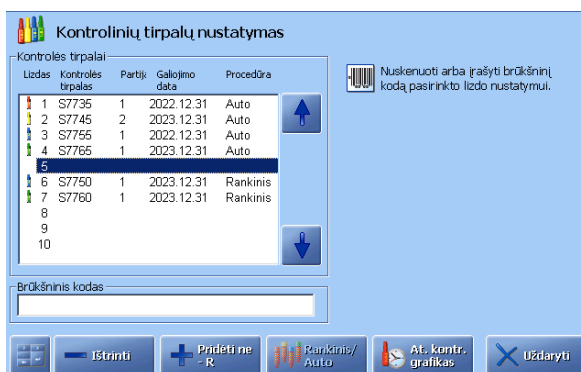 Kontrolinių tirpalų nustatymas
Kontrolės tirpalai
Lizdas Kontrolės tirpalas Partija Galiojimo data Procedūra
1 S7735 1 2022.12.31 Auto
2 S7745 2 2023.12.31 Auto
3 S7755 1 2022.12.31 Auto
4 S7765 1 2023.12.31 Auto
5
6 S7750 1 2023.12.31 Rankinis
7 S7760 1 2023.12.31 Rankinis
8
9
10
Nuskenuoti arba įrašyti brūkšninį
kodą pasirinkto lizdo nustatymui.
Brūkšninis kodas
Ištrinti
Pridėti ne
- R
Rankinis/
Auto
At. kontr.
grafikas
Uždaryti